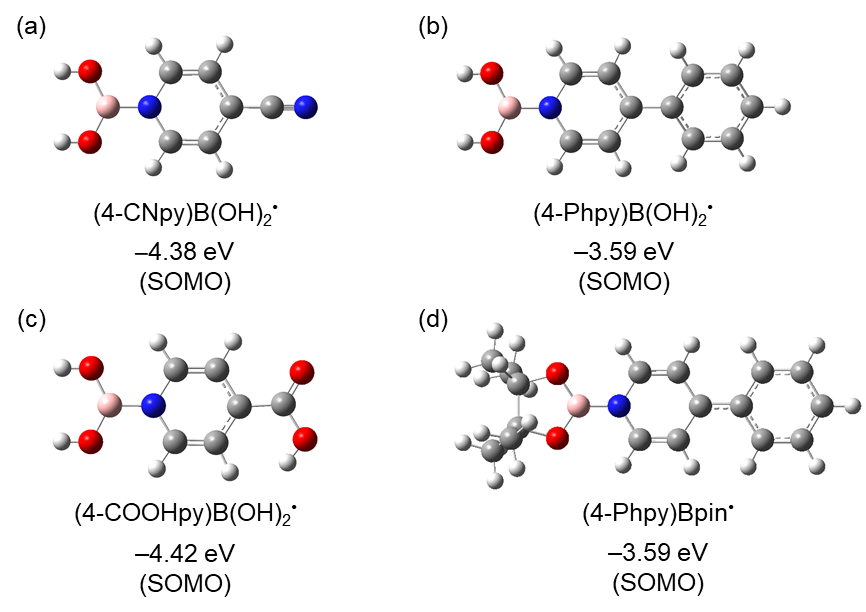 (a)
(4-CNpy)B(OH)₂•
–4.38 eV
(SOMO)
(b)
(4-Phpy)B(OH)₂•
–3.59 eV
(SOMO)
(c)
(4-COOHpy)B(OH)₂•
–4.42 eV
(SOMO)
(d)
(4-Phpy)Bpin•
–3.59 eV
(SOMO)